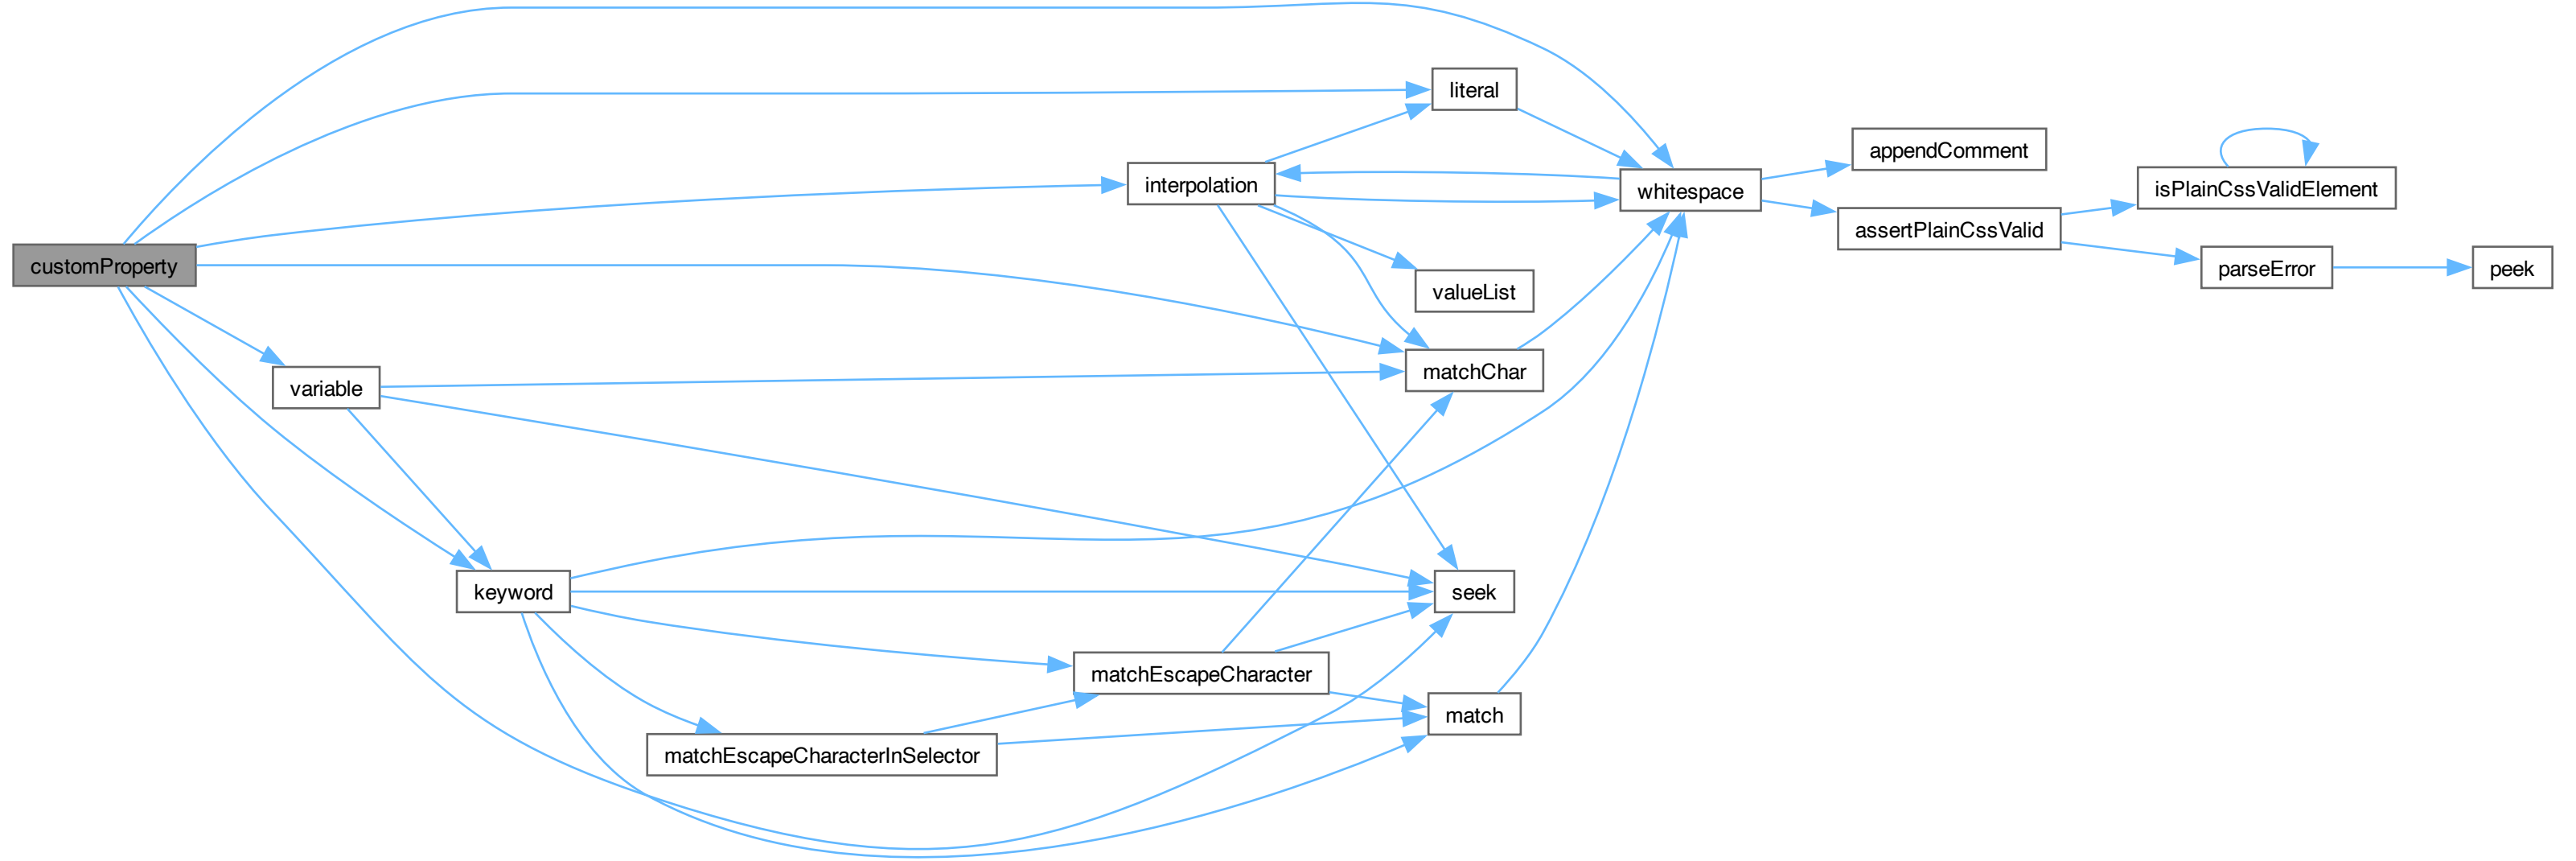 customProperty
variable
keyword
matchEscapeCharacterInSelector
interpolation
matchEscapeCharacter
literal
valueList
matchChar
seek
match
whitespace
appendComment
assertPlainCssValid
isPlainCssValidElement
parseError
peek